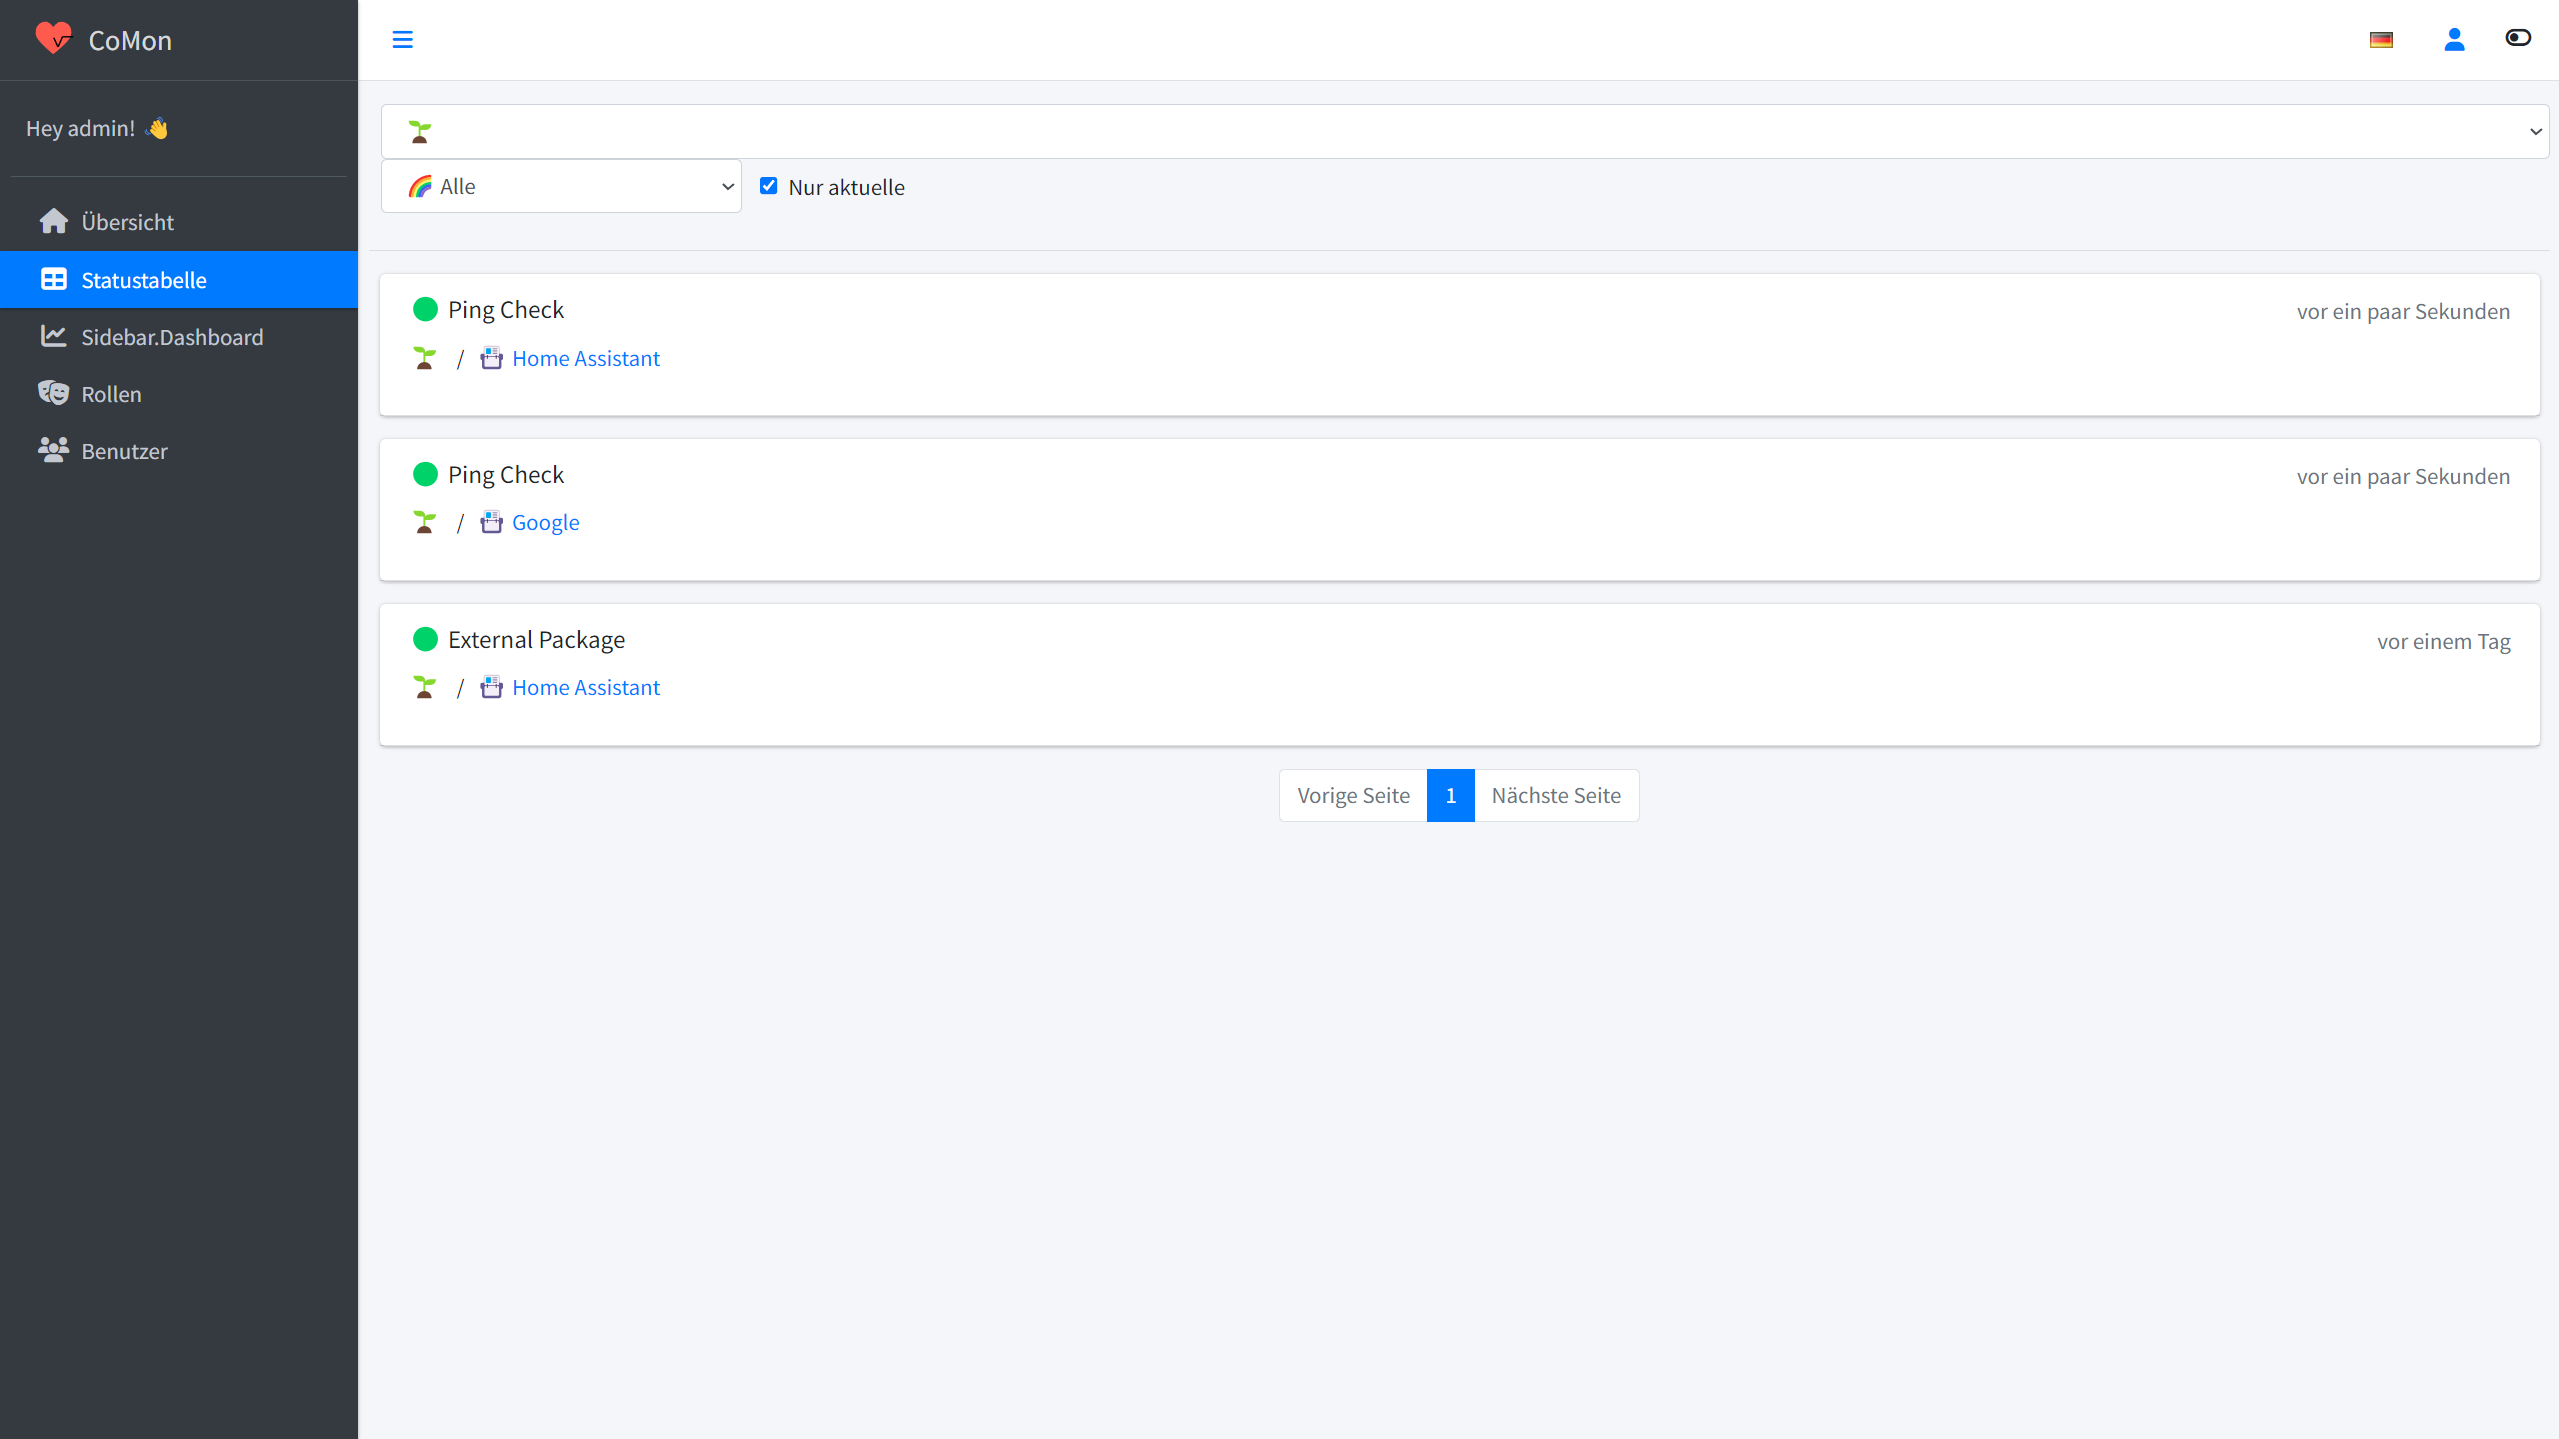 CoMon
Hey admin! 👋
Übersicht
Statustabelle
Sidebar.Dashboard
Rollen
Benutzer
Alle
Nur aktuelle
Ping Check
vor ein paar Sekunden
/ Home Assistant
Ping Check
vor ein paar Sekunden
/ Google
External Package
vor einem Tag
/ Home Assistant
Vorige Seite 1 Nächste Seite